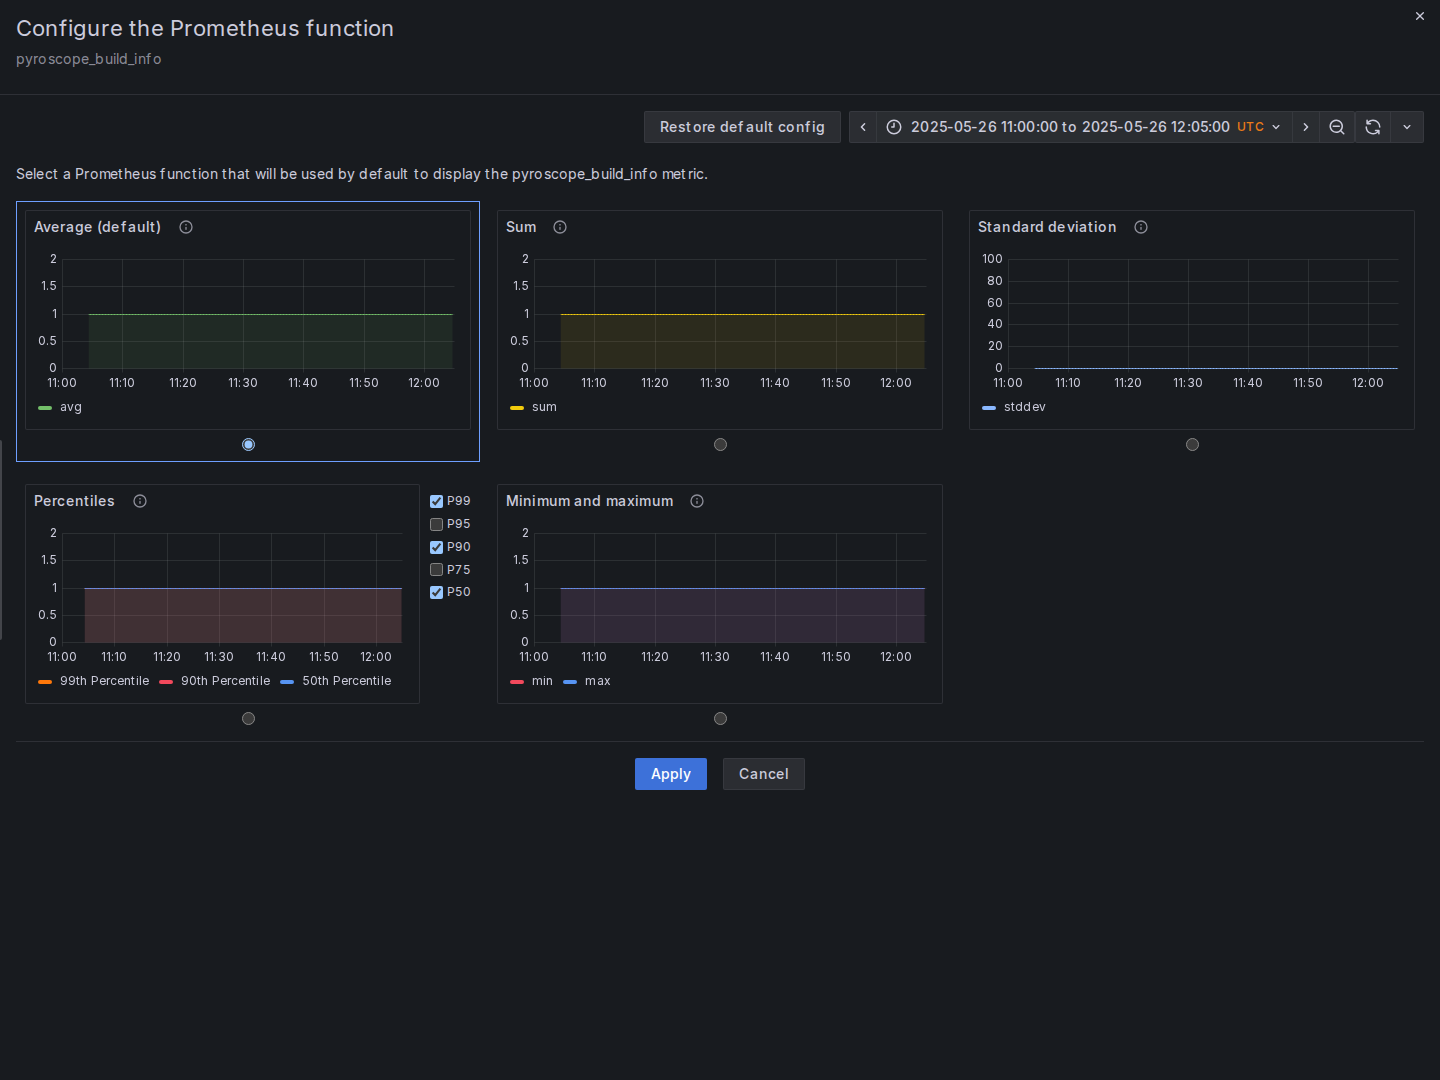 Configure the Prometheus function
pyroscope_build_info
Restore default config
2025-05-26 11:00:00 to 2025-05-26 12:05:00 UTC
Select a Prometheus function that will be used by default to display the pyroscope_build_info metric.
Average (default)
2
1.5
1
0.5
0
11:00 11:10 11:20 11:30 11:40 11:50 12:00
avg
Sum
2
1.5
1
0.5
0
11:00 11:10 11:20 11:30 11:40 11:50 12:00
sum
Standard deviation
100
80
60
40
20
0
11:00 11:10 11:20 11:30 11:40 11:50 12:00
stddev
Percentiles
2
1.5
1
0.5
0
11:00 11:10 11:20 11:30 11:40 11:50 12:00
99th Percentile 90th Percentile 50th Percentile
P99
P95
P90
P75
P50
Minimum and maximum
2
1.5
1
0.5
0
11:00 11:10 11:20 11:30 11:40 11:50 12:00
min max
Apply Cancel